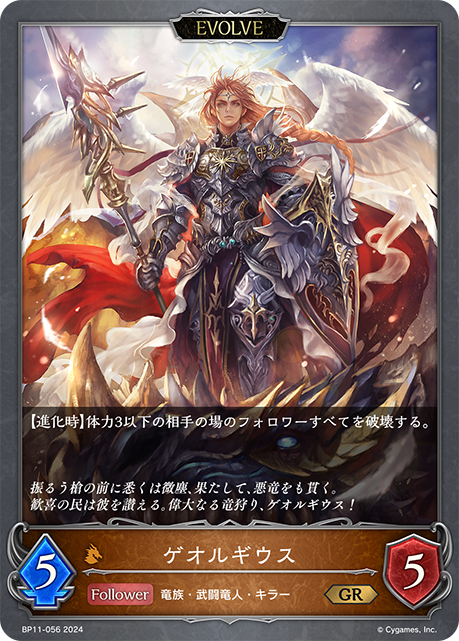 EVOLVE
【進化時】体力3以下の相手の場のフォロワーすべてを破壊する。
振るう槍の前に悉くは微塵、果たして、悪竜をも貫く。
歓喜の民は彼を讃える。偉大なる竜狩り、ゲオルギウス！
5
ゲオルギウス
5
Follower 竜族・武闘竜人・キラー GR
BP11-056 2024 © Cygames, Inc.